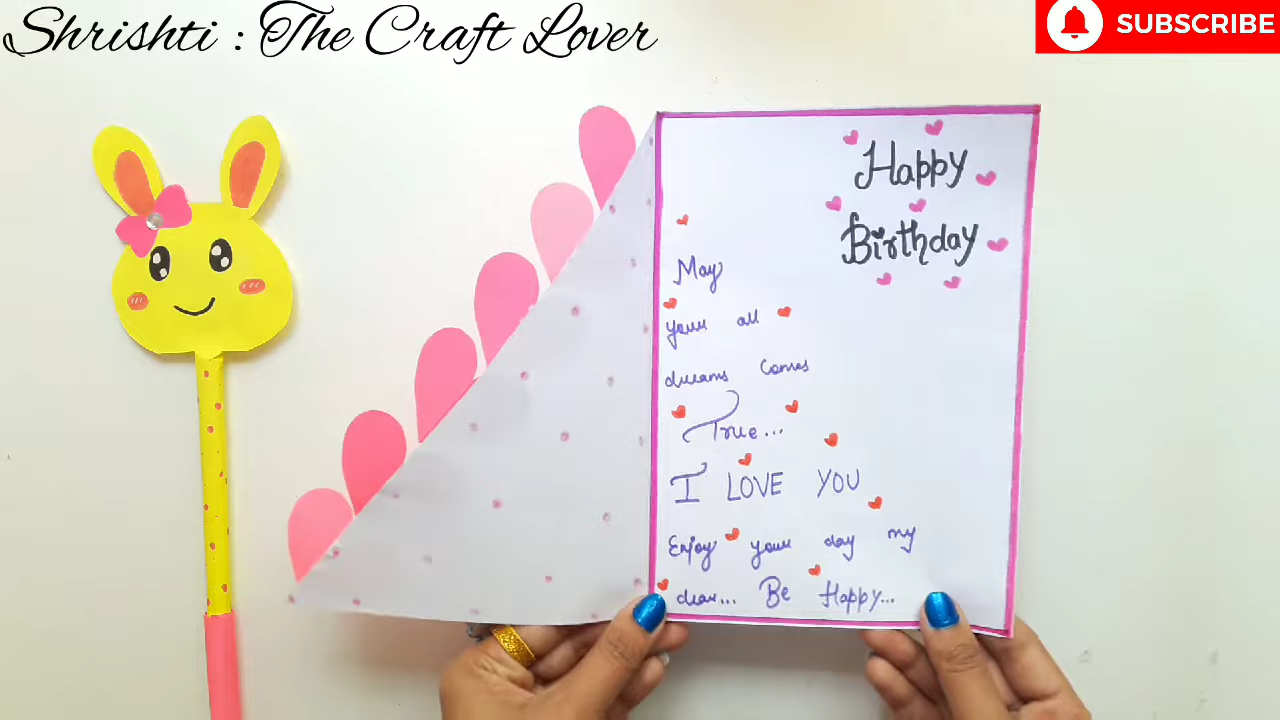 Shrishti : The Craft Lover
SUBSCRIBE
Happy
Birthday
May
your all
dreams comes
True...
I LOVE YOU
Enjoy your day my
dear... Be Happy...